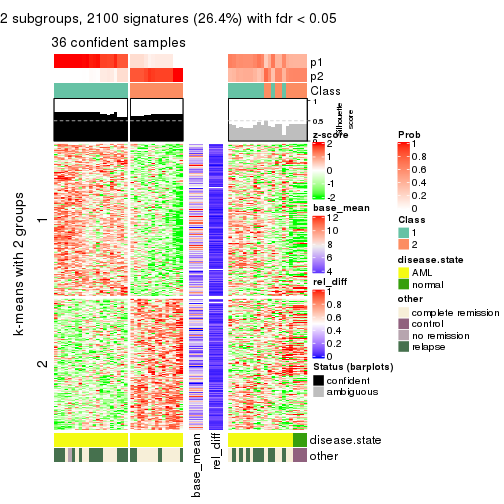 2 subgroups, 2100 signatures (26.4%) with fdr < 0.05
36 confident samples
p1
p2
Class
1
0.5
0
Silhouette
score
k-means with 2 groups
1
2
z-score
2
1
0
-1
-2
base_mean
12
10
8
6
4
rel_diff
1
0.8
0.6
0.4
0.2
0
Status (barplots)
confident
ambiguous
Prob
1
0.8
0.6
0.4
0.2
0
Class
1
2
disease.state
AML
normal
other
complete remission
control
no remission
relapse
disease.state
other
base_mean
rel_diff